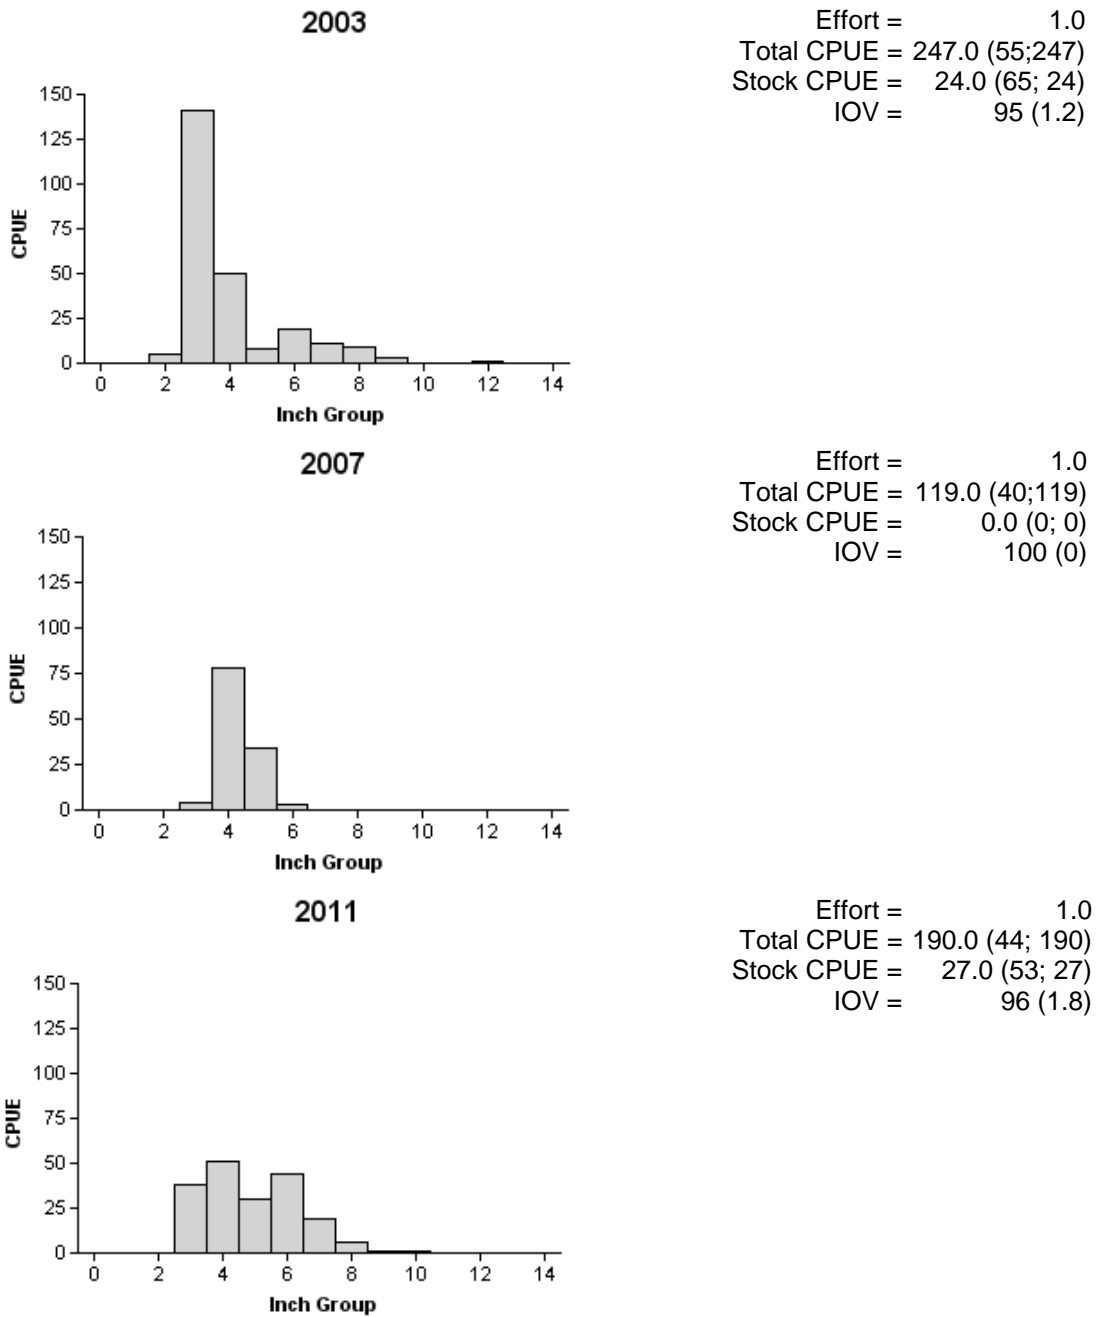 2003
Effort = 1.0
Total CPUE = 247.0 (55;247)
Stock CPUE = 24.0 (65; 24)
IOV = 95 (1.2)
150
125
100
75
50
25
0
CPUE
0 2 4 6 8 10 12 14
Inch Group
2007
Effort = 1.0
Total CPUE = 119.0 (40;119)
Stock CPUE = 0.0 (0; 0)
IOV = 100 (0)
150
125
100
75
50
25
0
CPUE
0 2 4 6 8 10 12 14
Inch Group
2011
Effort = 1.0
Total CPUE = 190.0 (44; 190)
Stock CPUE = 27.0 (53; 27)
IOV = 96 (1.8)
150
125
100
75
50
25
0
CPUE
0 2 4 6 8 10 12 14
Inch Group